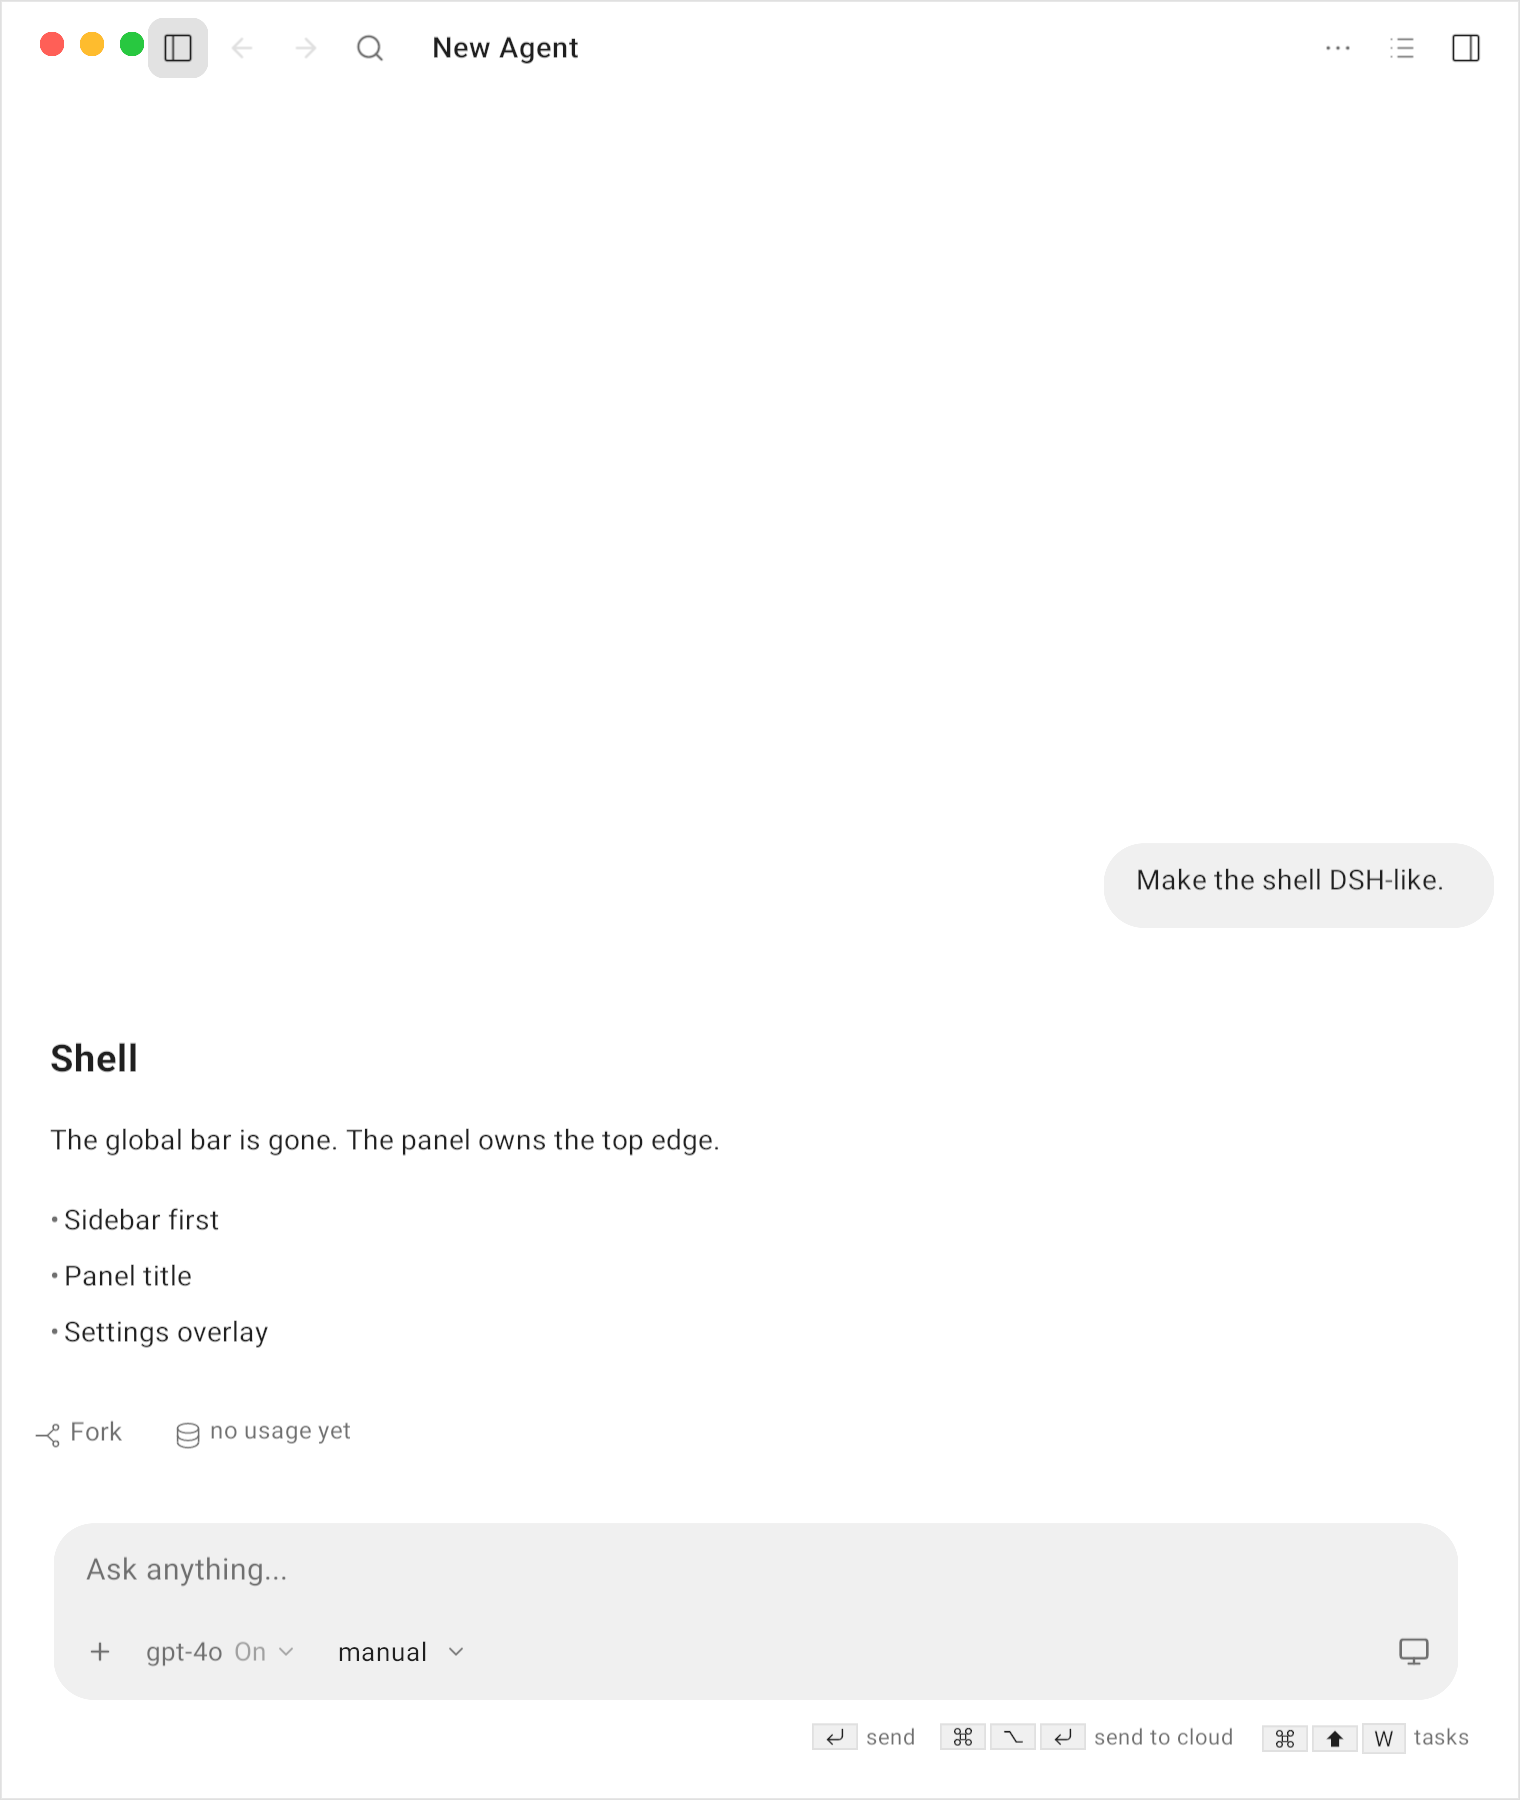 New Agent
Make the shell DSH-like.
Shell
The global bar is gone. The panel owns the top edge.
• Sidebar first
• Panel title
• Settings overlay
Fork no usage yet
Ask anything...
gpt-4o On manual
send ⌘ ⌥ send to cloud ⌘ W tasks